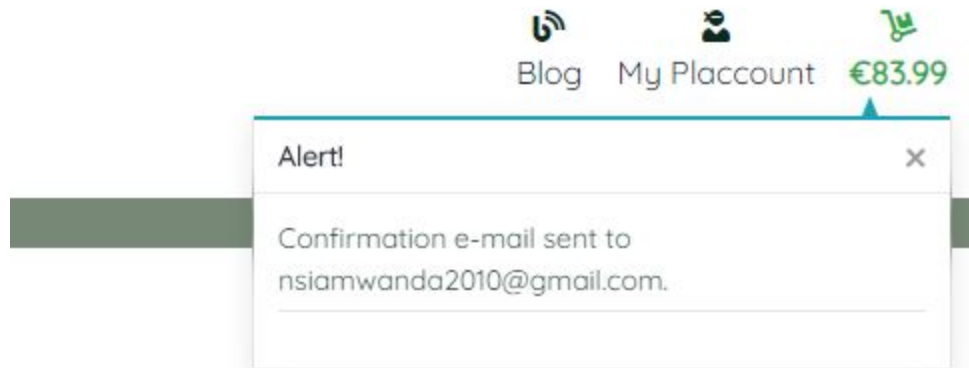 Blog My Placcount €83.99
Alert! ×
Confirmation e-mail sent to
nsiamwanda2010@gmail.com.